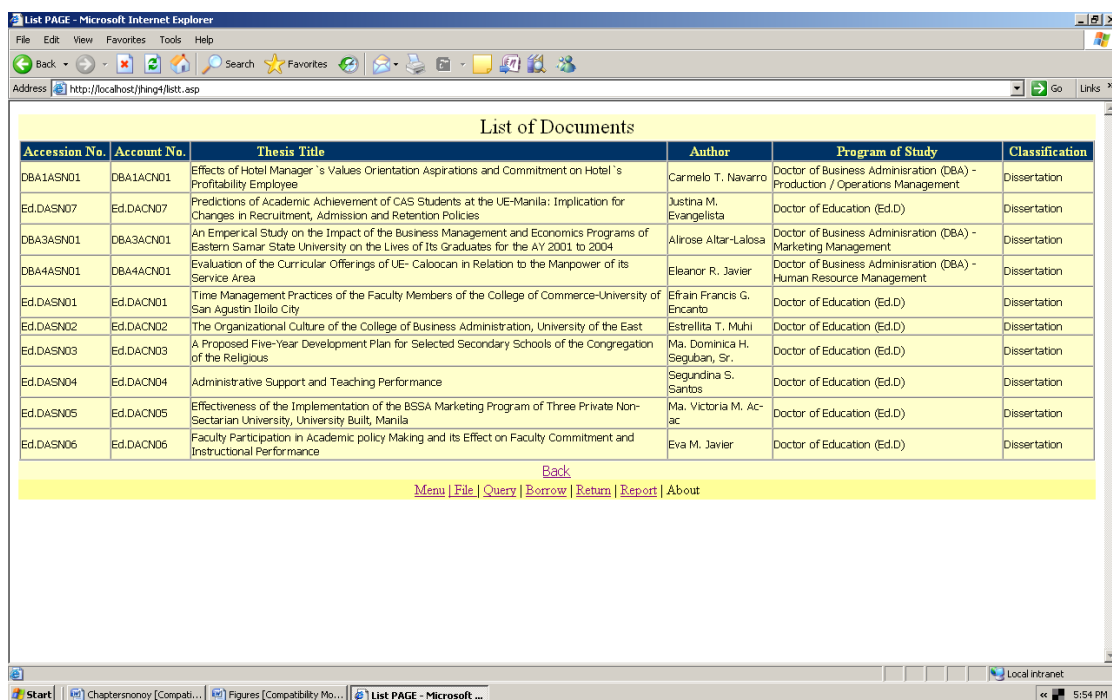 List PAGE - Microsoft Internet Explorer
File Edit View Favorites Tools Help
Back Search Favorites
Address http://localhost/jhing4/listt.asp Go Links »
List of Documents
Accession No. Account No. Thesis Title Author Program of Study Classification
DBA1ASN01 DBA1ACN01 Effects of Hotel Manager`s Values Orientation Aspirations and Commitment on Hotel`s Profitability Employee Carmelo T. Navarro Doctor of Business Adminisration (DBA) - Production / Operations Management Dissertation
Ed.DASN07 Ed.DACN07 Predictions of Academic Achievement of CAS Students at the UE-Manila: Implication for Changes in Recruitment, Admission and Retention Policies Justina M. Evangelista Doctor of Education (Ed.D) Dissertation
DBA3ASN01 DBA3ACN01 An Emperical Study on the Impact of the Business Management and Economics Programs of Eastern Samar State University on the Lives of Its Graduates for the AY 2001 to 2004 Alirose Altar-Lalosa Doctor of Business Adminisration (DBA) - Marketing Management Dissertation
DBA4ASN01 DBA4ACN01 Evaluation of the Curricular Offerings of UE- Caloocan in Relation to the Manpower of its Service Area Eleanor R. Javier Doctor of Business Adminisration (DBA) - Human Resource Management Dissertation
Ed.DASN01 Ed.DACN01 Time Management Practices of the Faculty Members of the College of Commerce-University of San Agustin Iloilo City Efrain Francis G. Encanto Doctor of Education (Ed.D) Dissertation
Ed.DASN02 Ed.DACN02 The Organizational Culture of the College of Business Administration, University of the East Estrellita T. Muhi Doctor of Education (Ed.D) Dissertation
Ed.DASN03 Ed.DACN03 A Proposed Five-Year Development Plan for Selected Secondary Schools of the Congregation of the Religious Ma. Dominica H. Seguban, Sr. Doctor of Education (Ed.D) Dissertation
Ed.DASN04 Ed.DACN04 Administrative Support and Teaching Performance Segundina S. Santos Doctor of Education (Ed.D) Dissertation
Ed.DASN05 Ed.DACN05 Effectiveness of the Implementation of the BSSA Marketing Program of Three Private Non-Sectarian University, University Built, Manila Ma. Victoria M. Ac-ac Doctor of Education (Ed.D) Dissertation
Ed.DASN06 Ed.DACN06 Faculty Participation in Academic policy Making and its Effect on Faculty Commitment and Instructional Performance Eva M. Javier Doctor of Education (Ed.D) Dissertation
Back
Menu | File | Query | Borrow | Return | Report | About
Local intranet
Start Chaptersnonoy [Compati... Figures [Compatibility Mo... List PAGE - Microsoft ... « 5:54 PM